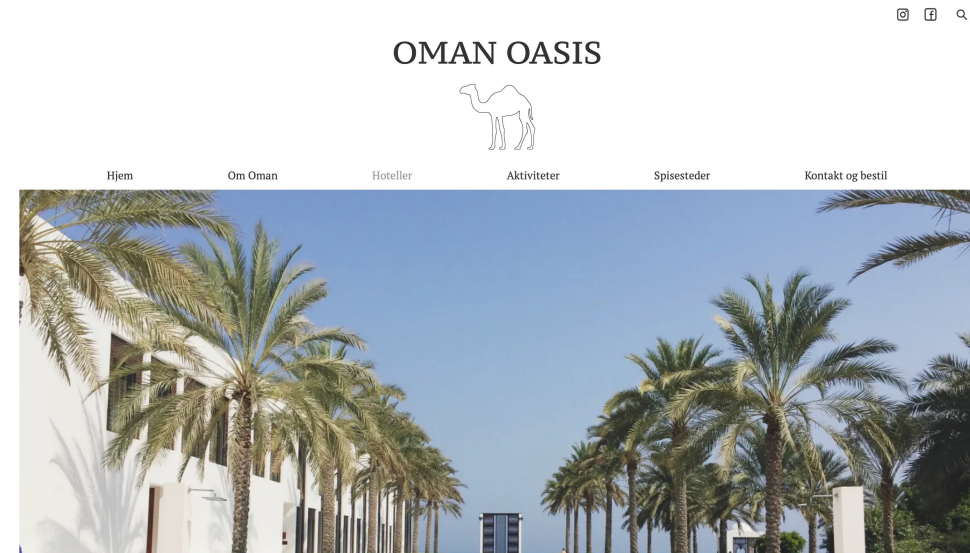 OMAN OASIS
Hjem Om Oman Hoteller Aktiviteter Spisesteder Kontakt og bestil